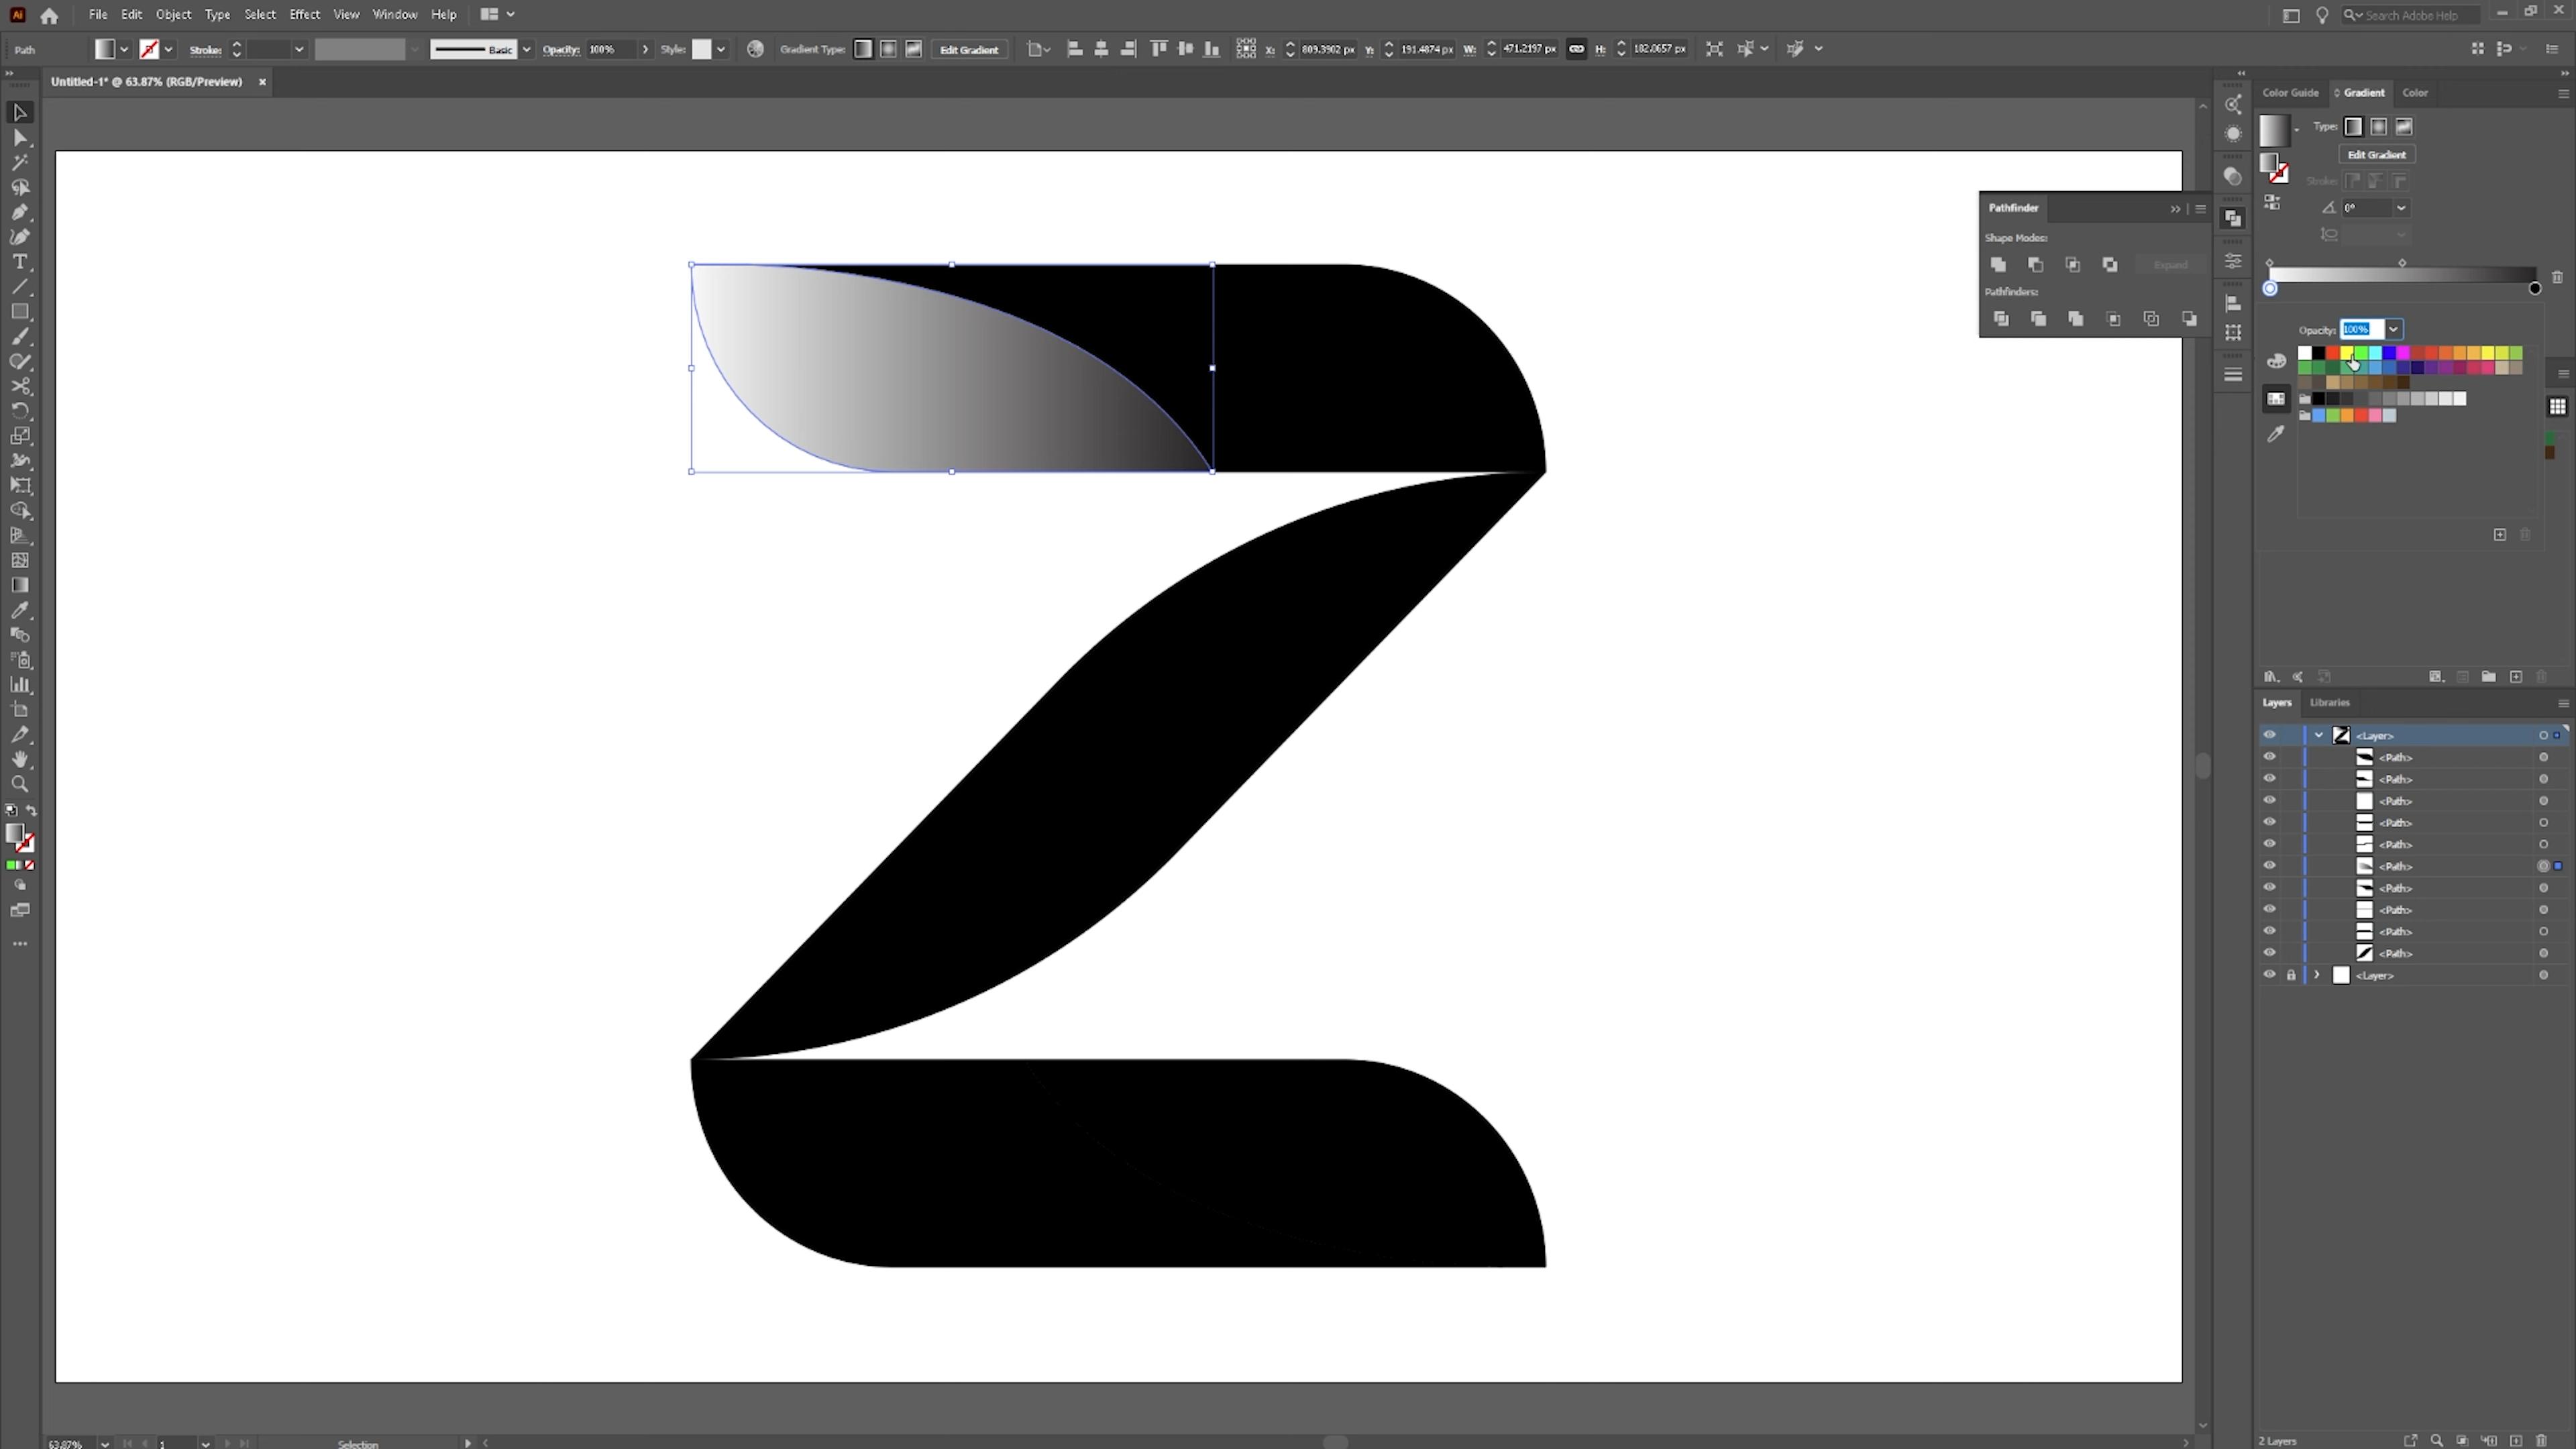 Ai File Edit Object Type Select Effect View Window Help Search Adobe Help
Path Stroke: Basic Opacity: 100% Style: Gradient Type: Edit Gradient X: 809.3902 px Y: 191.4874 px W: 471.2197 px H: 182.0657 px
Untitled-1* @ 63.87% (RGB/Preview) ×
Color Guide Gradient Color
Type:
Edit Gradient
Stroke:
0°
Pathfinder
Shape Modes:
Expand
Pathfinders:
Opacity: 100%
Layers Libraries
<Layer>
<Path>
<Path>
<Path>
<Path>
<Path>
<Path>
<Path>
<Path>
<Path>
<Path>
<Layer>
63.87% 1 Selection
2 Layers